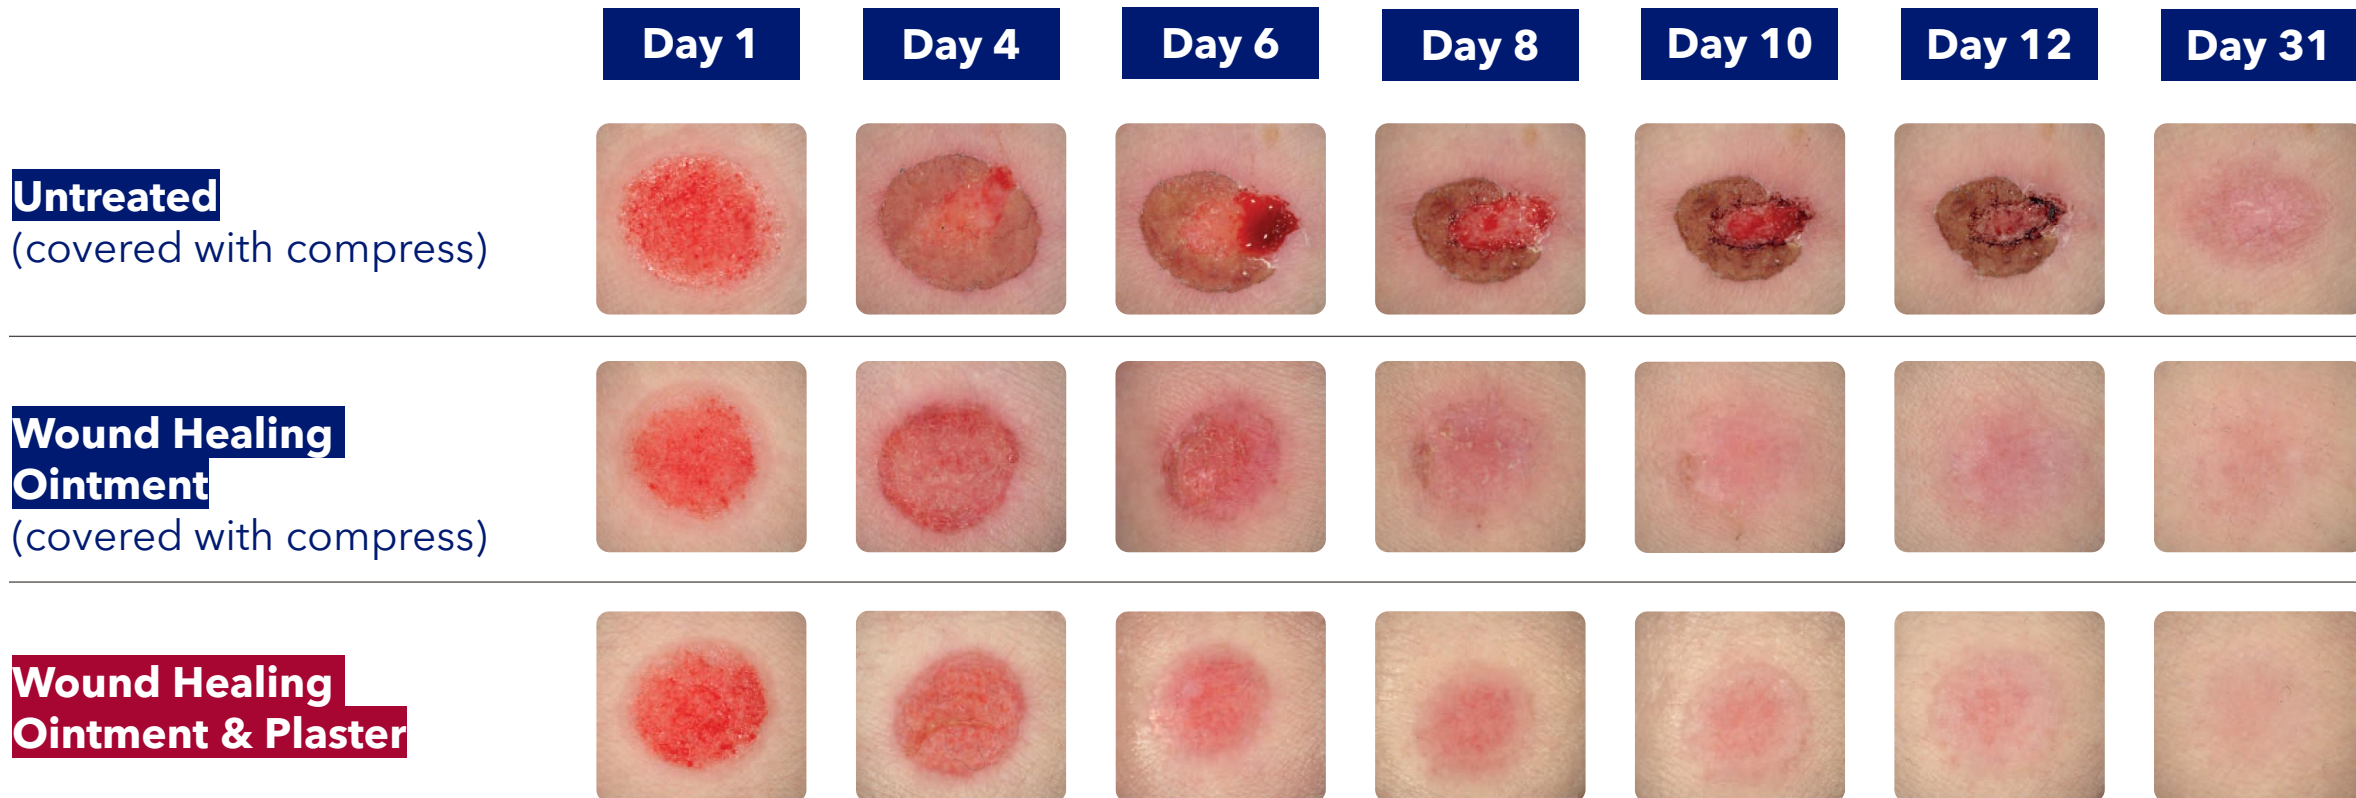 Day 1 Day 4 Day 6 Day 8 Day 10 Day 12 Day 31
Untreated
(covered with compress)
Wound Healing
Ointment
(covered with compress)
Wound Healing
Ointment & Plaster